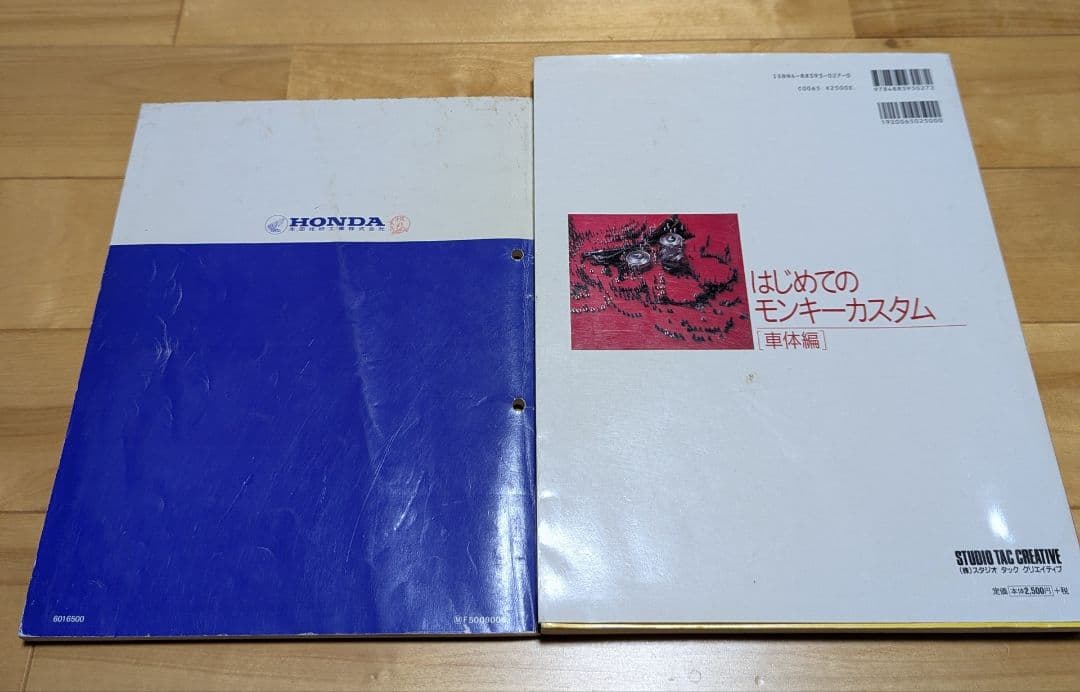 HONDA
本田技研工業株式会社
6016500
ISBN4-88393-027-0
C0065 ¥2500E
9784883930272
1920065025000
はじめての
モンキーカスタム
[車体編]
STUDIO TAC CREATIVE
(株)スタジオ タック クリエイティブ
定価 本体2,500円 +税